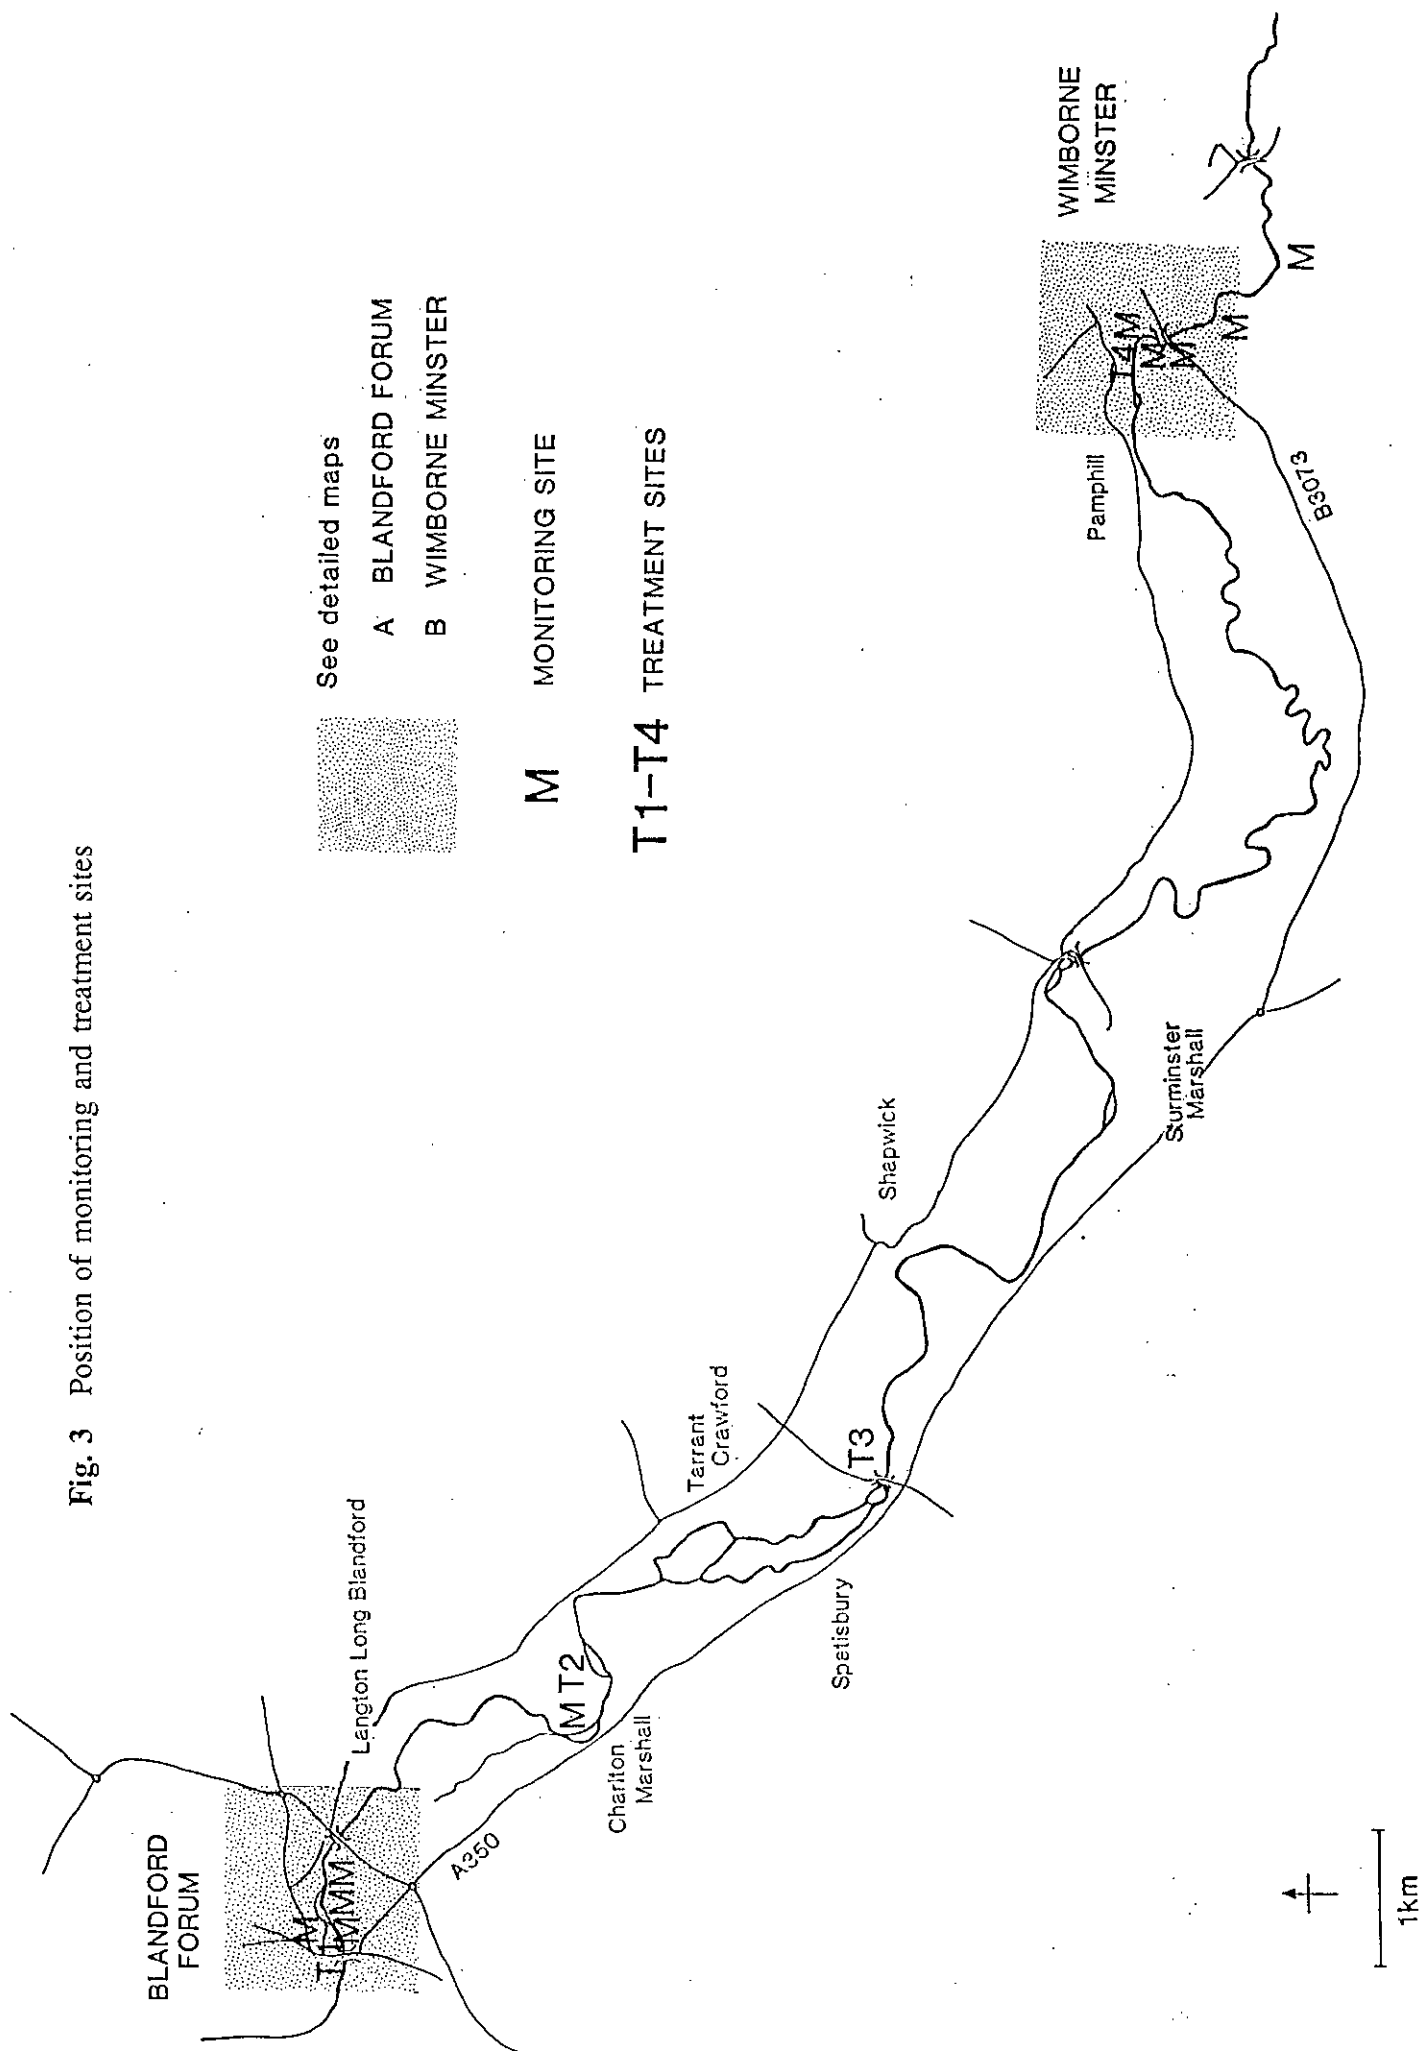 Fig. 3 Position of monitoring and treatment sites
See detailed maps
A BLANDFORD FORUM
B WIMBORNE MINSTER
M MONITORING SITE
T1-T4 TREATMENT SITES
BLANDFORD
FORUM
M
T1
M
M
M
Langton Long Blandford
A350
Charlton
Marshall
M T2
Tarrant
Crawford
Spetisbury
T3
Shapwick
Sturminster
Marshall
Pamphill
B3073
WIMBORNE
MINSTER
T4
M
M
M
M
M
1km